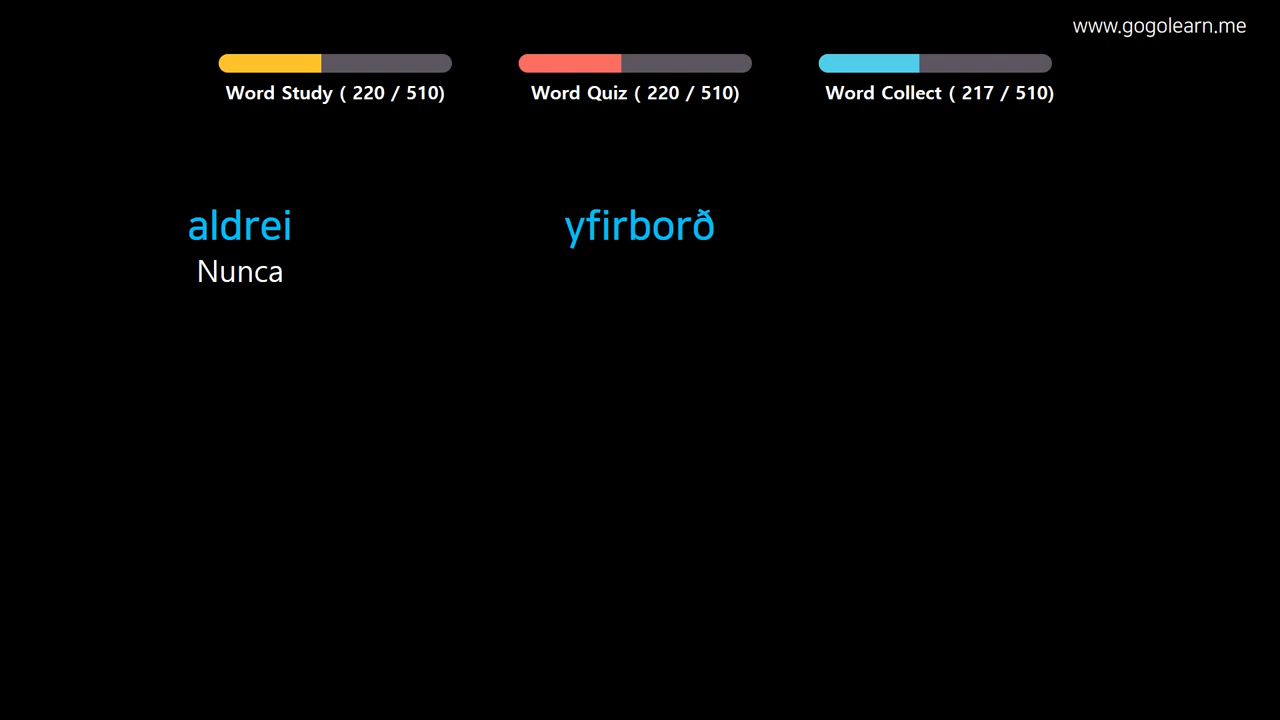 www.gogolearn.me
Word Study ( 220 / 510)
Word Quiz ( 220 / 510)
Word Collect ( 217 / 510)
aldrei
Nunca
yfirborð